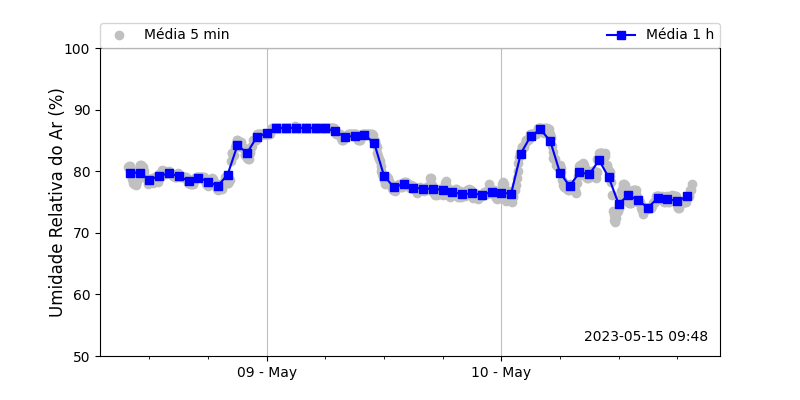 Média 5 min
Média 1 h
100
90
80
70
60
50
Umidade Relativa do Ar (%)
2023-05-15 09:48
09 - May
10 - May